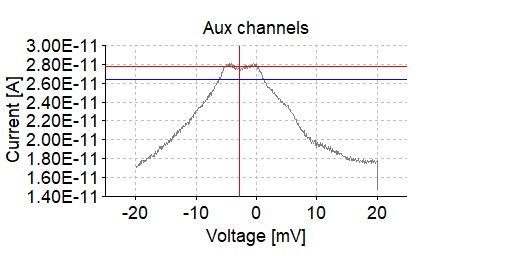 Aux channels
3.00E-11
2.80E-11
2.60E-11
2.40E-11
2.20E-11
2.00E-11
1.80E-11
1.60E-11
1.40E-11
Current [A]
-20 -10 0 10 20
Voltage [mV]